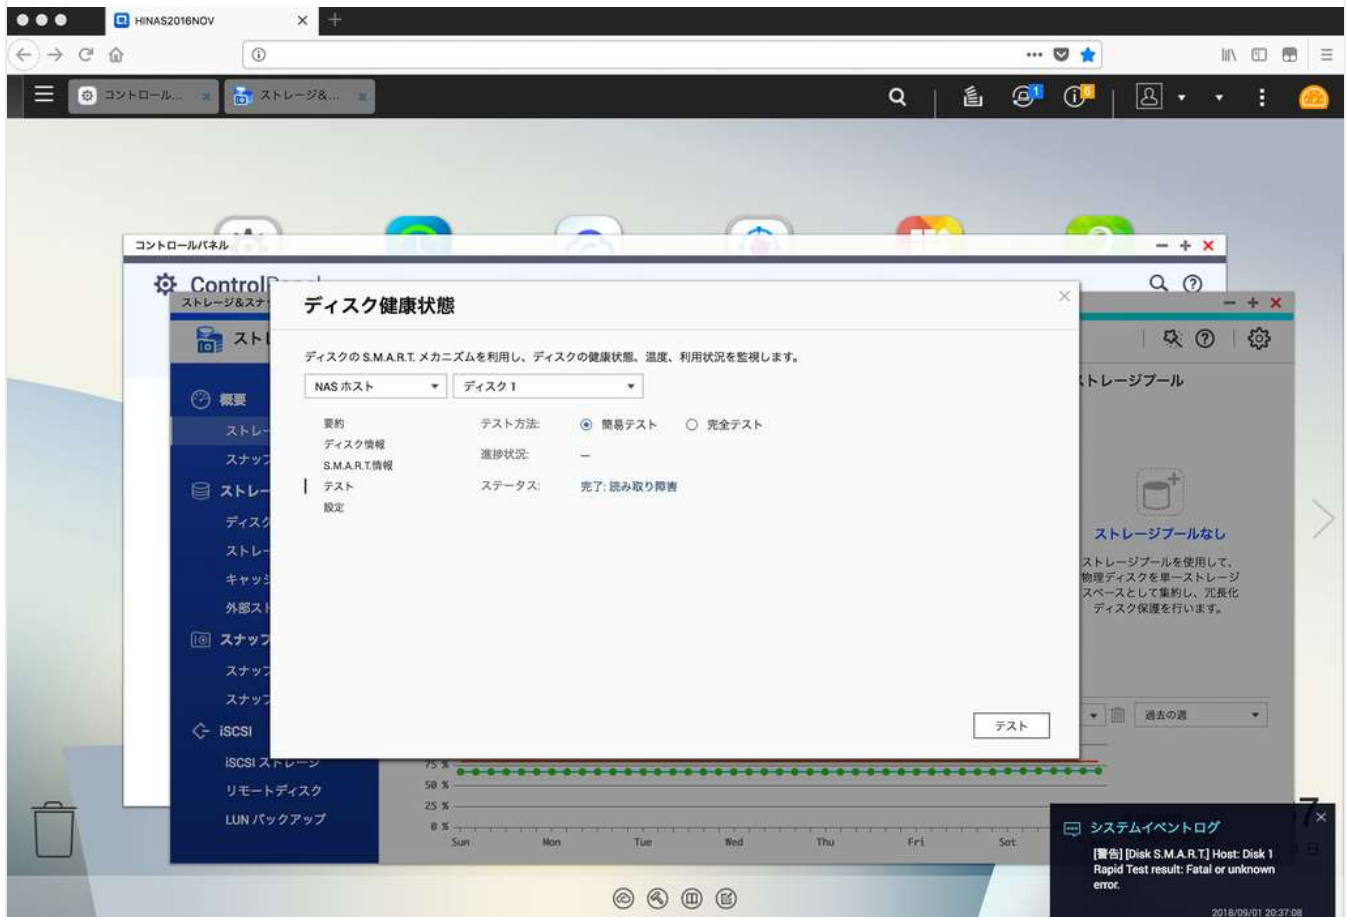 HINAS2016NOV
コントロール...
ストレージ&...
1
6
コントロールパネル
Control
ストレージ&スナ
スト
概要
ストレー
スナップ
ストレー
ディスク
ストレー
キャッシ
外部スト
スナップ
スナップ
スナップ
iSCSI
iSCSI ストレージ
リモートディスク
LUN バックアップ
ディスク健康状態
ディスクの S.M.A.R.T. メカニズムを利用し、ディスクの健康状態、温度、利用状況を監視します。
NAS ホスト
ディスク 1
要約
ディスク情報
S.M.A.R.T.情報
テスト
設定
テスト方法: 簡易テスト 完全テスト
進捗状況: --
ステータス: 完了: 読み取り障害
テスト
トレージプール
ストレージプールなし
ストレージプールを使用して、
物理ディスクを単一ストレージ
スペースとして集約し、冗長化
ディスク保護を行います。
過去の週
75 %
50 %
25 %
0 %
Sun Mon Tue Wed Thu Fri Sat
7
システムイベントログ
[警告] [Disk S.M.A.R.T.] Host: Disk 1
Rapid Test result: Fatal or unknown
error.
2018/09/01 20:37:08